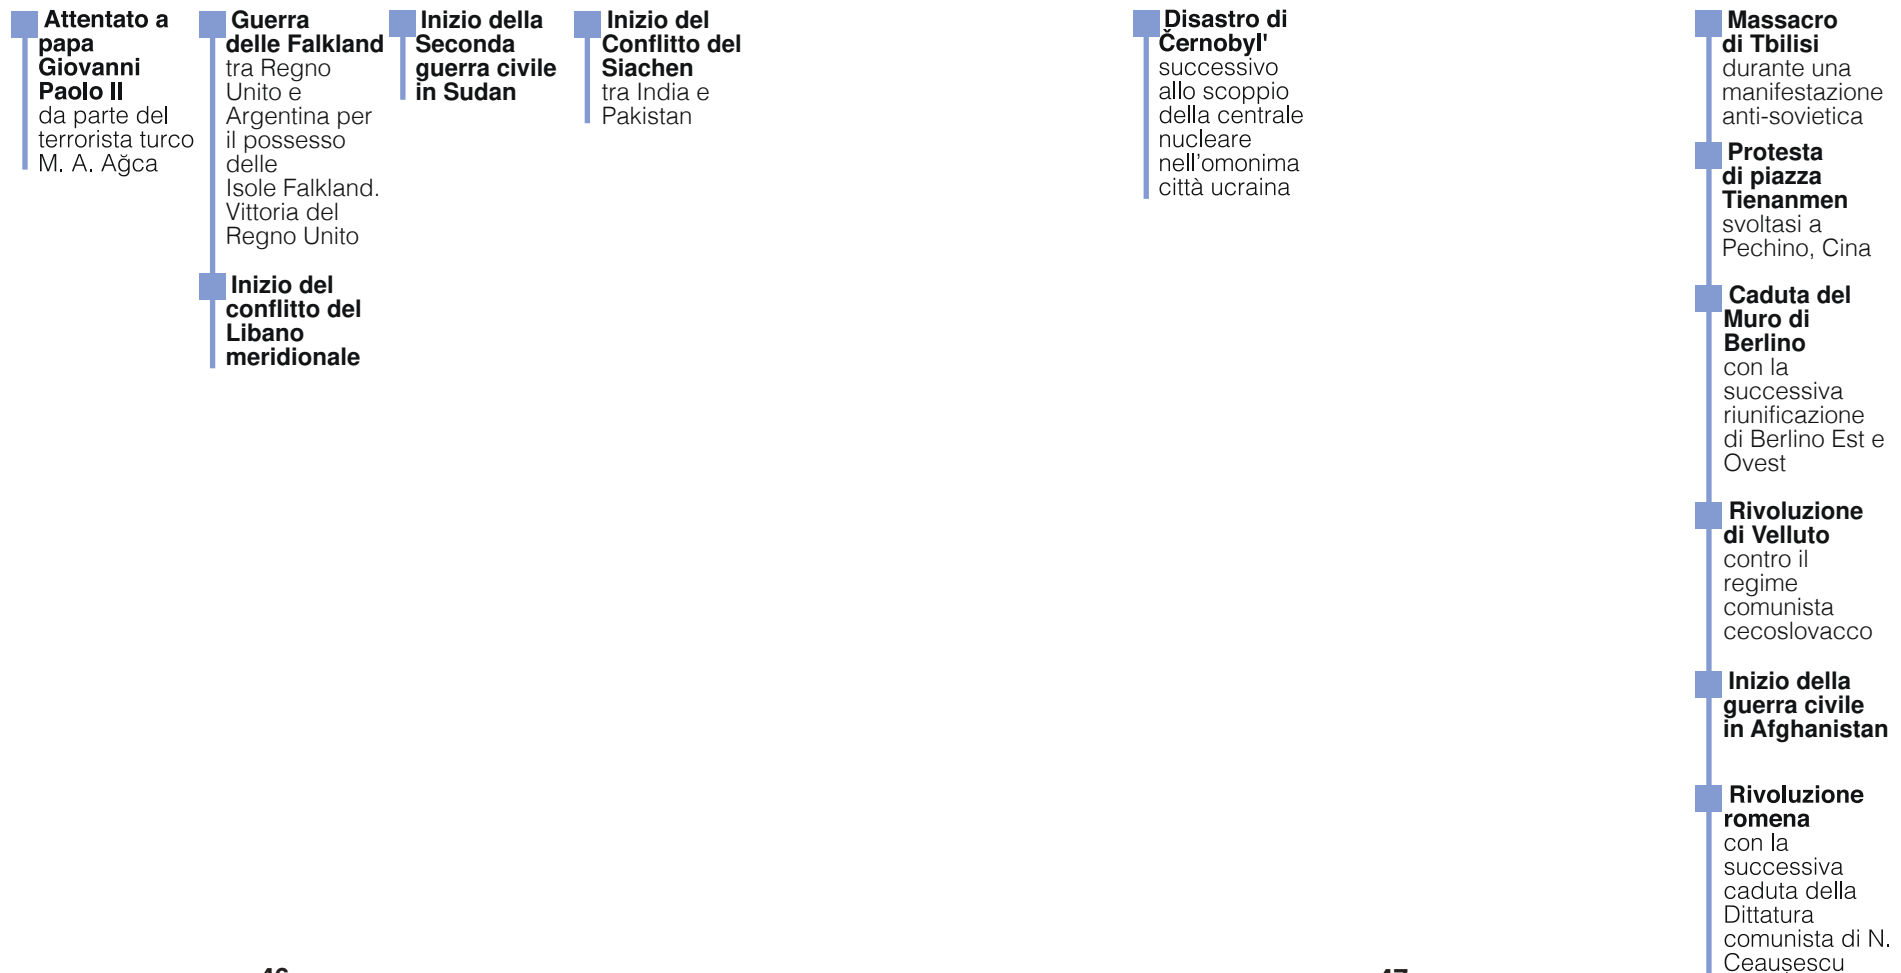 Attentato a
papa
Giovanni
Paolo II
da parte del
terrorista turco
M. A. Ağca
Guerra
delle Falkland
tra Regno
Unito e
Argentina per
il possesso
delle
Isole Falkland.
Vittoria del
Regno Unito
Inizio del
conflitto del
Libano
meridionale
Inizio della
Seconda
guerra civile
in Sudan
Inizio del
Conflitto del
Siachen
tra India e
Pakistan
Disastro di
Černobyl'
successivo
allo scoppio
della centrale
nucleare
nell'omonima
città ucraina
Massacro
di Tbilisi
durante una
manifestazione
anti-sovietica
Protesta
di piazza
Tienanmen
svoltasi a
Pechino, Cina
Caduta del
Muro di
Berlino
con la
successiva
riunificazione
di Berlino Est e
Ovest
Rivoluzione
di Velluto
contro il
regime
comunista
cecoslovacco
Inizio della
guerra civile
in Afghanistan
Rivoluzione
romena
con la
successiva
caduta della
Dittatura
comunista di N.
Ceaușescu